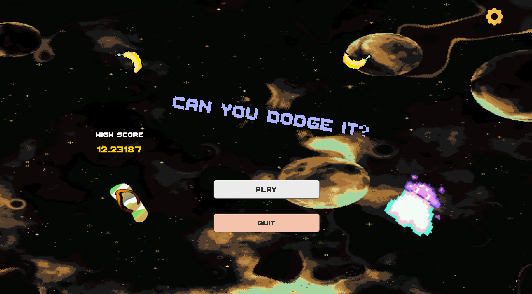 CAN YOU DODGE IT?
HIGH SCORE
12.23187
PLAY
QUIT